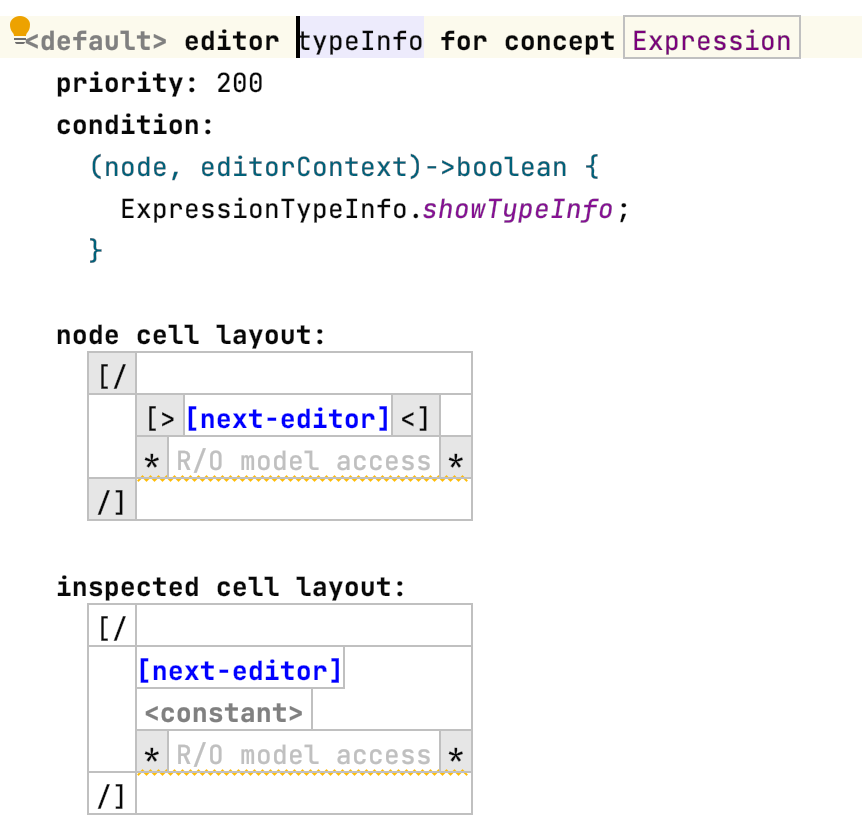 <default> editor typeInfo for concept Expression
priority: 200
condition:
(node, editorContext)->boolean {
ExpressionTypeInfo.showTypeInfo;
}
node cell layout:
[/
[> [next-editor] <]
* R/O model access *
/]
inspected cell layout:
[/
[next-editor]
<constant>
* R/O model access *
/]